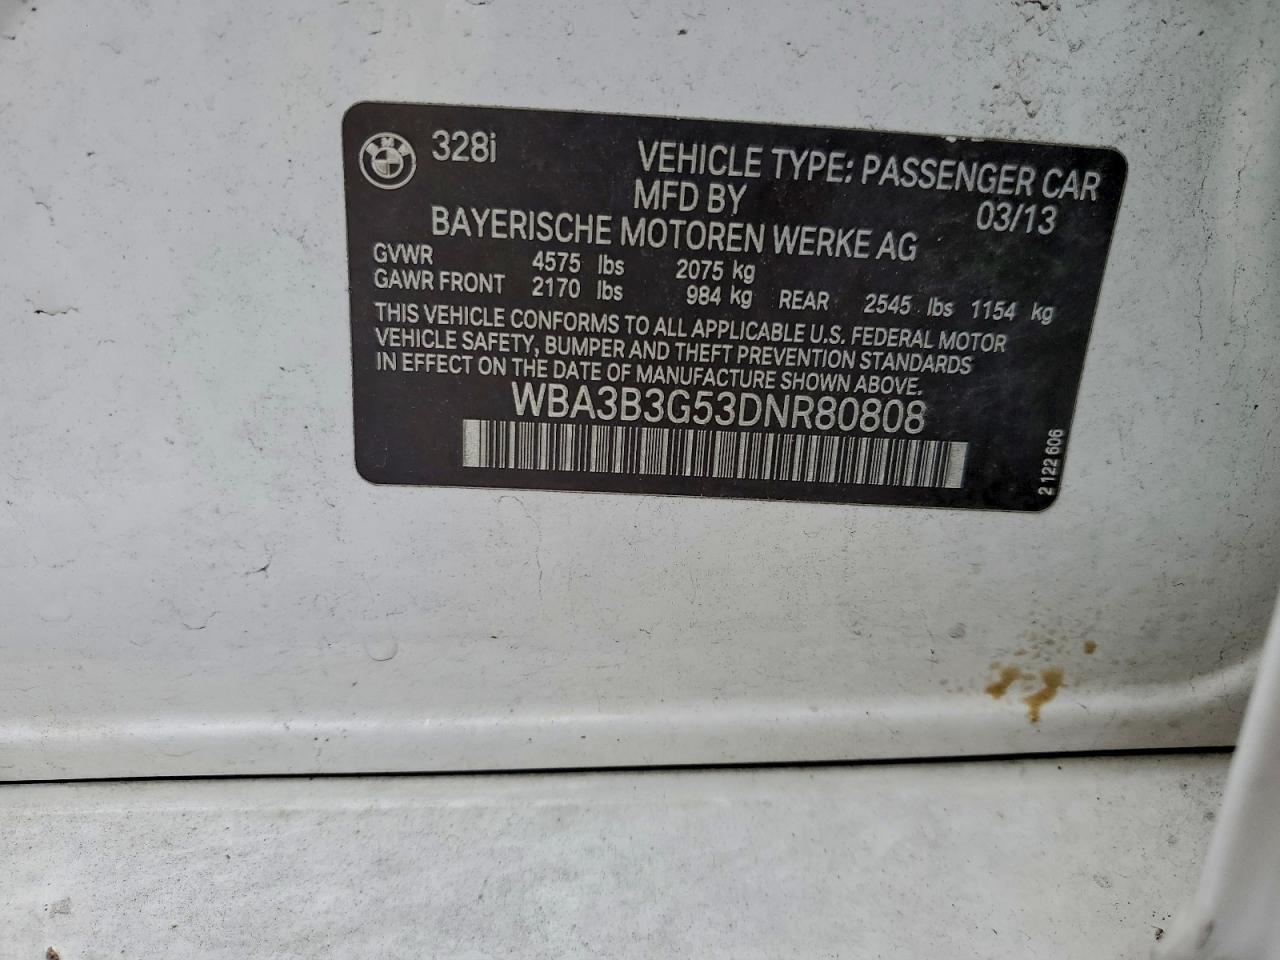 BMW 328i VEHICLE TYPE: PASSENGER CAR
MFD BY 03/13
BAYERISCHE MOTOREN WERKE AG
GVWR 4575 lbs 2075 kg
GAWR FRONT 2170 lbs 984 kg REAR 2545 lbs 1154 kg
THIS VEHICLE CONFORMS TO ALL APPLICABLE U.S. FEDERAL MOTOR
VEHICLE SAFETY, BUMPER AND THEFT PREVENTION STANDARDS
IN EFFECT ON THE DATE OF MANUFACTURE SHOWN ABOVE.
WBA3B3G53DNR80808
2 122 606